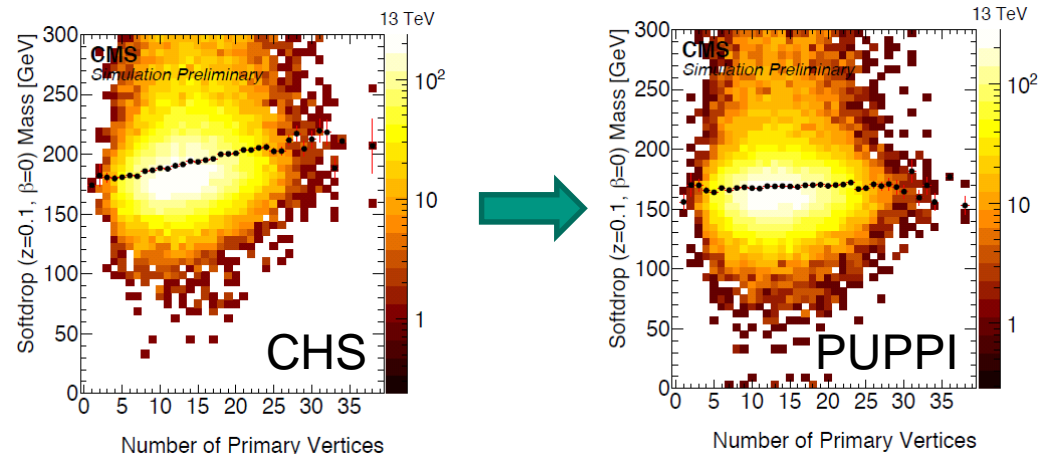 13 TeV
Softdrop (z=0.1, β=0) Mass [GeV]
300
250
200
150
100
50
0
CMS
Simulation Preliminary
10²
10
1
CHS
0 5 10 15 20 25 30 35
Number of Primary Vertices
13 TeV
Softdrop (z=0.1, β=0) Mass [GeV]
300
250
200
150
100
50
0
CMS
Simulation Preliminary
10²
10
1
PUPPI
0 5 10 15 20 25 30 35
Number of Primary Vertices